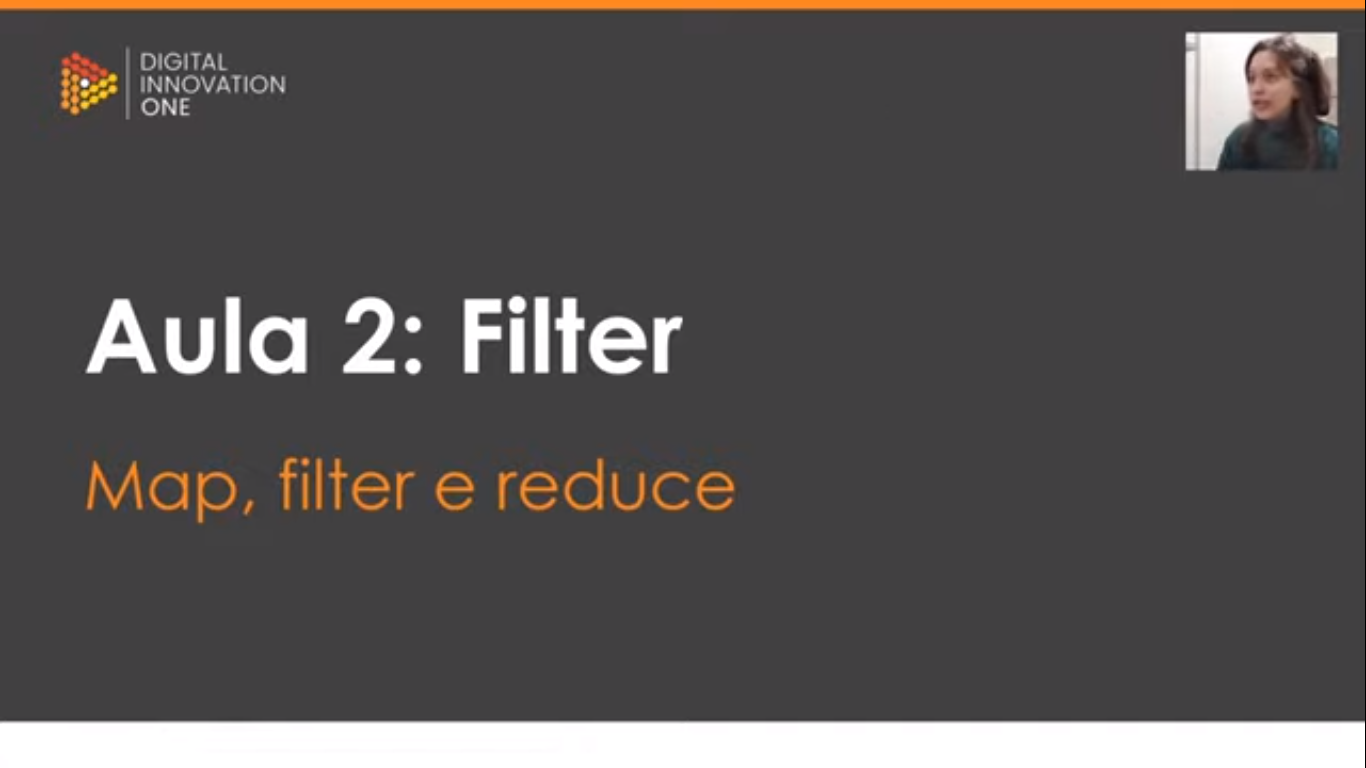 DIGITAL
INNOVATION
ONE
Aula 2: Filter
Map, filter e reduce